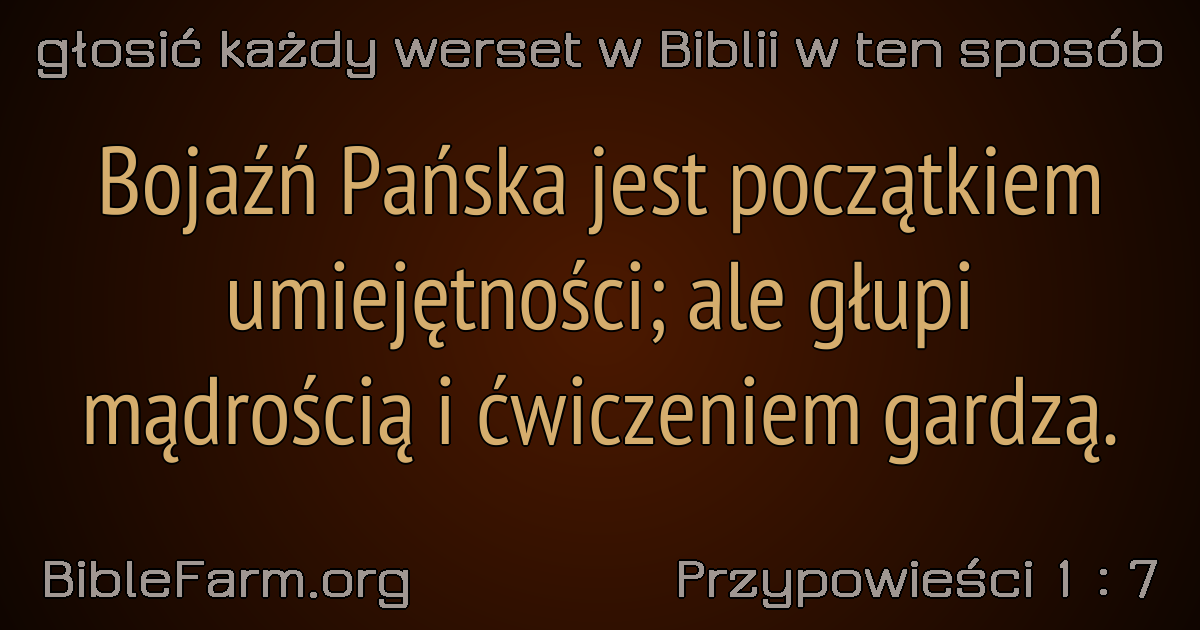 głosić każdy werset w Biblii w ten sposób
Bojaźń Pańska jest początkiem
umiejętności; ale głupi
mądrością i ćwiczeniem gardzą.
BibleFarm.org
Przypowieści 1 : 7